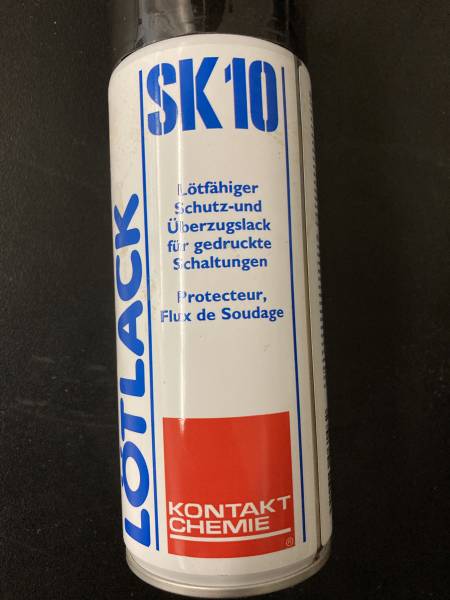 SK10
Lötfähiger
Schutz-und
Überzugslack
für gedruckte
Schaltungen
Protecteur,
Flux de Soudage
LÖTLACK
KONTAKT
CHEMIE
®